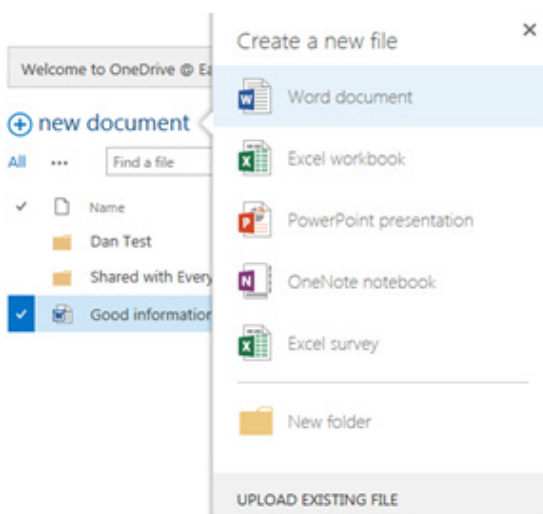 Welcome to OneDrive @ Ea
new document
All ... Find a file
Name
Dan Test
Shared with Every
Good information
Create a new file
Word document
Excel workbook
PowerPoint presentation
OneNote notebook
Excel survey
New folder
UPLOAD EXISTING FILE